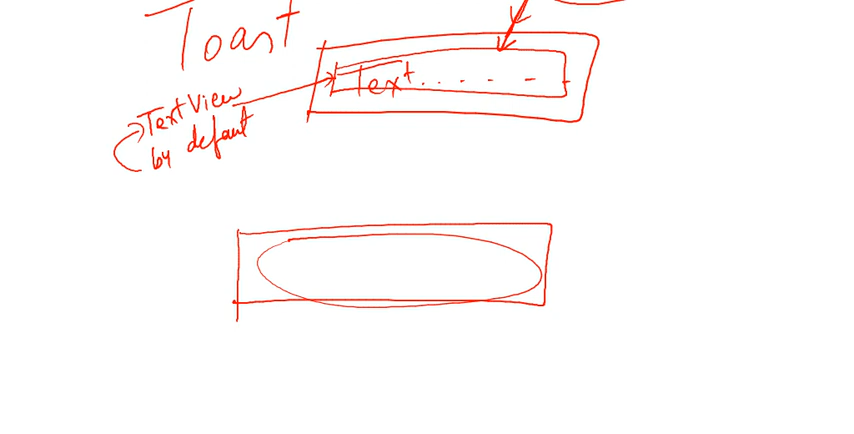 Toast
Text. . . . - -
TextView
by default